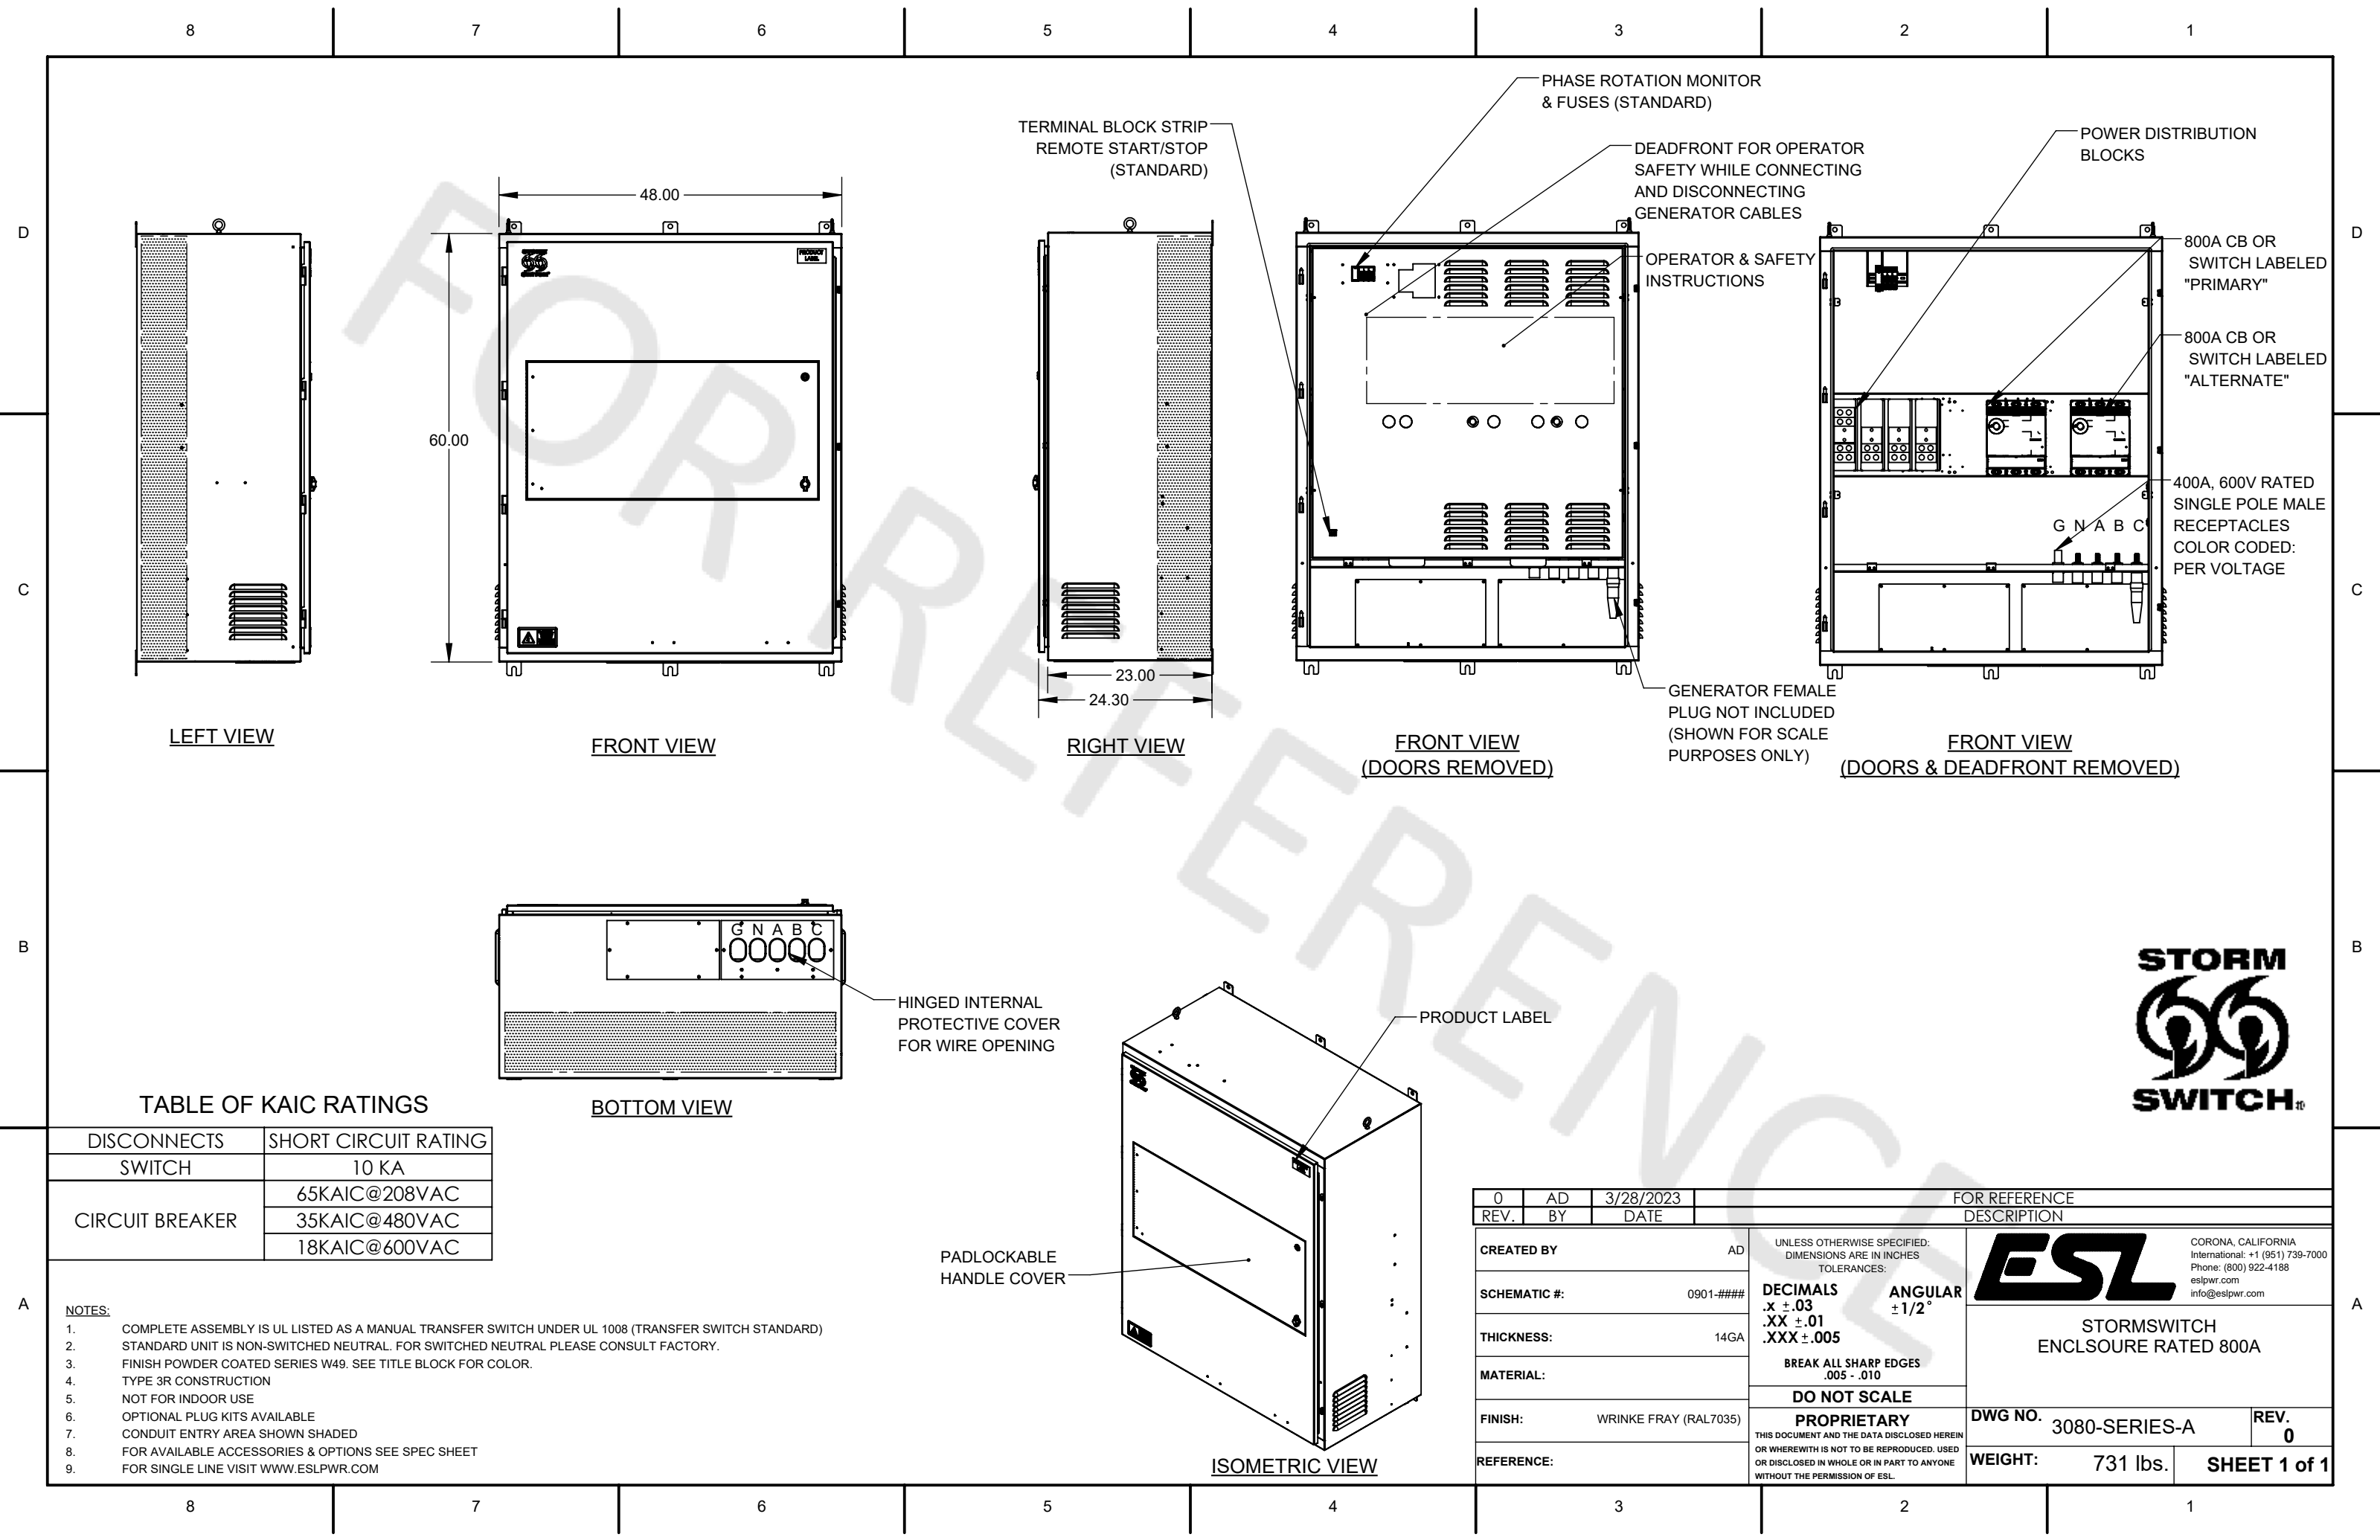 8 7 6 5 4 3 2 1
D
C
B
A
FOR REFERENCE
PHASE ROTATION MONITOR
& FUSES (STANDARD)
TERMINAL BLOCK STRIP
REMOTE START/STOP
(STANDARD)
DEADFRONT FOR OPERATOR
SAFETY WHILE CONNECTING
AND DISCONNECTING
GENERATOR CABLES
OPERATOR & SAFETY
INSTRUCTIONS
POWER DISTRIBUTION
BLOCKS
800A CB OR
SWITCH LABELED
"PRIMARY"
800A CB OR
SWITCH LABELED
"ALTERNATE"
400A, 600V RATED
SINGLE POLE MALE
RECEPTACLES
COLOR CODED:
PER VOLTAGE
G N A B C
48.00
60.00
PRODUCT
LABEL
23.00
24.30
GENERATOR FEMALE
PLUG NOT INCLUDED
(SHOWN FOR SCALE
PURPOSES ONLY)
LEFT VIEW
FRONT VIEW
RIGHT VIEW
FRONT VIEW
(DOORS REMOVED)
FRONT VIEW
(DOORS & DEADFRONT REMOVED)
G N A B C
HINGED INTERNAL
PROTECTIVE COVER
FOR WIRE OPENING
BOTTOM VIEW
PRODUCT LABEL
PADLOCKABLE
HANDLE COVER
ISOMETRIC VIEW
STORM
SWITCH®
TABLE OF KAIC RATINGS
DISCONNECTS SHORT CIRCUIT RATING
SWITCH 10 KA
CIRCUIT BREAKER 65KAIC@208VAC
35KAIC@480VAC
18KAIC@600VAC
NOTES:
1. COMPLETE ASSEMBLY IS UL LISTED AS A MANUAL TRANSFER SWITCH UNDER UL 1008 (TRANSFER SWITCH STANDARD)
2. STANDARD UNIT IS NON-SWITCHED NEUTRAL. FOR SWITCHED NEUTRAL PLEASE CONSULT FACTORY.
3. FINISH POWDER COATED SERIES W49. SEE TITLE BLOCK FOR COLOR.
4. TYPE 3R CONSTRUCTION
5. NOT FOR INDOOR USE
6. OPTIONAL PLUG KITS AVAILABLE
7. CONDUIT ENTRY AREA SHOWN SHADED
8. FOR AVAILABLE ACCESSORIES & OPTIONS SEE SPEC SHEET
9. FOR SINGLE LINE VISIT WWW.ESLPWR.COM
0 AD 3/28/2023 FOR REFERENCE
REV. BY DATE DESCRIPTION
CREATED BY AD
SCHEMATIC #: 0901-####
THICKNESS: 14GA
MATERIAL:
FINISH: WRINKE FRAY (RAL7035)
REFERENCE:
UNLESS OTHERWISE SPECIFIED:
DIMENSIONS ARE IN INCHES
TOLERANCES:
DECIMALS ANGULAR
.x ±.03 ±1/2°
.XX ±.01
.XXX±.005
BREAK ALL SHARP EDGES
.005 - .010
DO NOT SCALE
PROPRIETARY
THIS DOCUMENT AND THE DATA DISCLOSED HEREIN
OR WHEREWITH IS NOT TO BE REPRODUCED. USED
OR DISCLOSED IN WHOLE OR IN PART TO ANYONE
WITHOUT THE PERMISSION OF ESL.
ESL
CORONA, CALIFORNIA
International: +1 (951) 739-7000
Phone: (800) 922-4188
eslpwr.com
info@eslpwr.com
STORMSWITCH
ENCLSOURE RATED 800A
DWG NO. 3080-SERIES-A
REV.
0
WEIGHT: 731 lbs.
SHEET 1 of 1
D
C
B
A
8 7 6 5 4 3 2 1